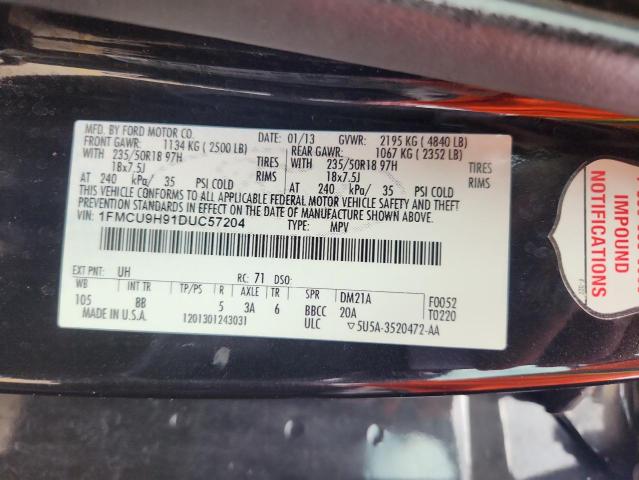 MFD. BY FORD MOTOR CO.
DATE: 01/13 GVWR: 2195 KG ( 4840 LB)
FRONT GAWR: 1134 KG ( 2500 LB)
REAR GAWR: 1067 KG ( 2352 LB)
WITH 235/50R18 97H TIRES
WITH 235/50R18 97H TIRES
18x7.5J RIMS
18x7.5J RIMS
AT 240 kPa/ 35 PSI COLD
AT 240 kPa/ 35 PSI COLD
THIS VEHICLE CONFORMS TO ALL APPLICABLE FEDERAL MOTOR VEHICLE SAFETY AND THEFT
PREVENTION STANDARDS IN EFFECT ON THE DATE OF MANUFACTURE SHOWN ABOVE.
VIN: 1FMCU9H91DUC57204 TYPE: MPV
EXT PNT: UH RC: 71 DSO:
WB INT TR TP/PS R AXLE TR SPR DM21A F0052
105 BB 5 3A 6 BBCC 20A T0220
MADE IN U.S.A. 1201301243031 ULC ▽5U5A-3520472-AA
IMPOUND
NOTIFICATIONS